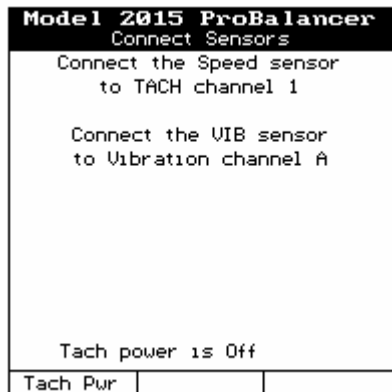 Model 2015 ProBalancer
Connect Sensors
Connect the Speed sensor
to TACH channel 1
Connect the VIB sensor
to Vibration channel A
Tach power is Off
Tach Pwr